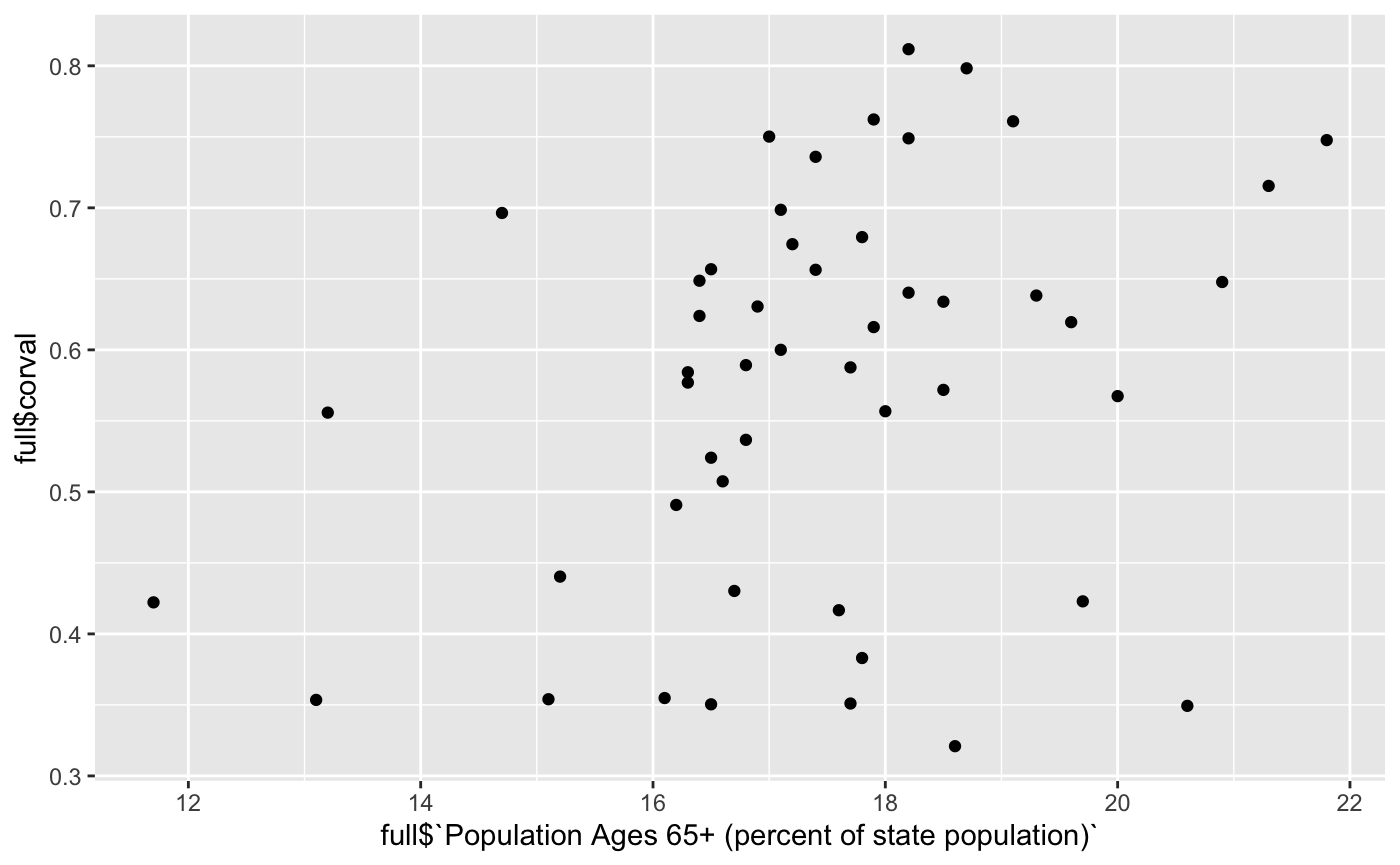 0.8
0.7
0.6
0.5
0.4
0.3
full$corval
12 14 16 18 20 22
full$`Population Ages 65+ (percent of state population)`